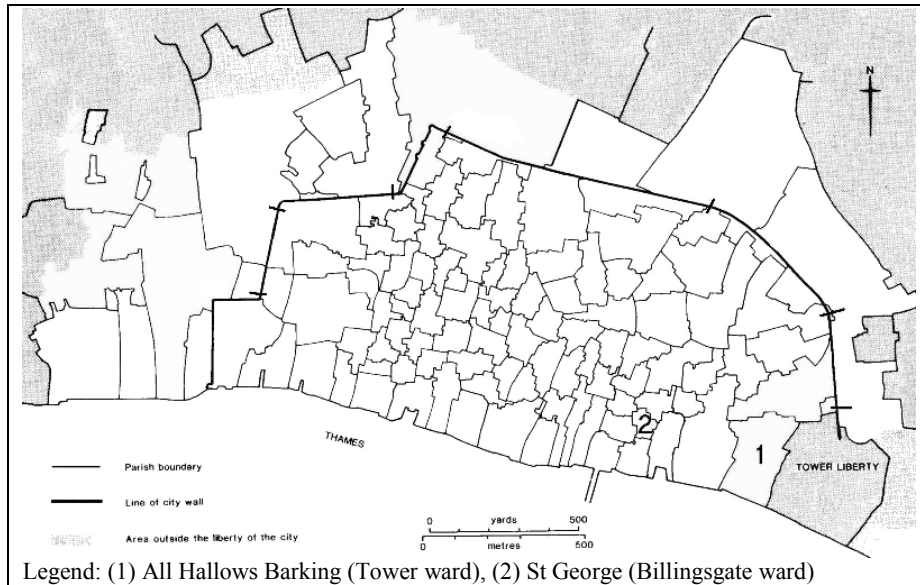 N
2
1
TOWER LIBERTY
THAMES
Parish boundary
Line of city wall
Area outside the liberty of the city
0 yards 500
0 metres 500
Legend: (1) All Hallows Barking (Tower ward), (2) St George (Billingsgate ward)